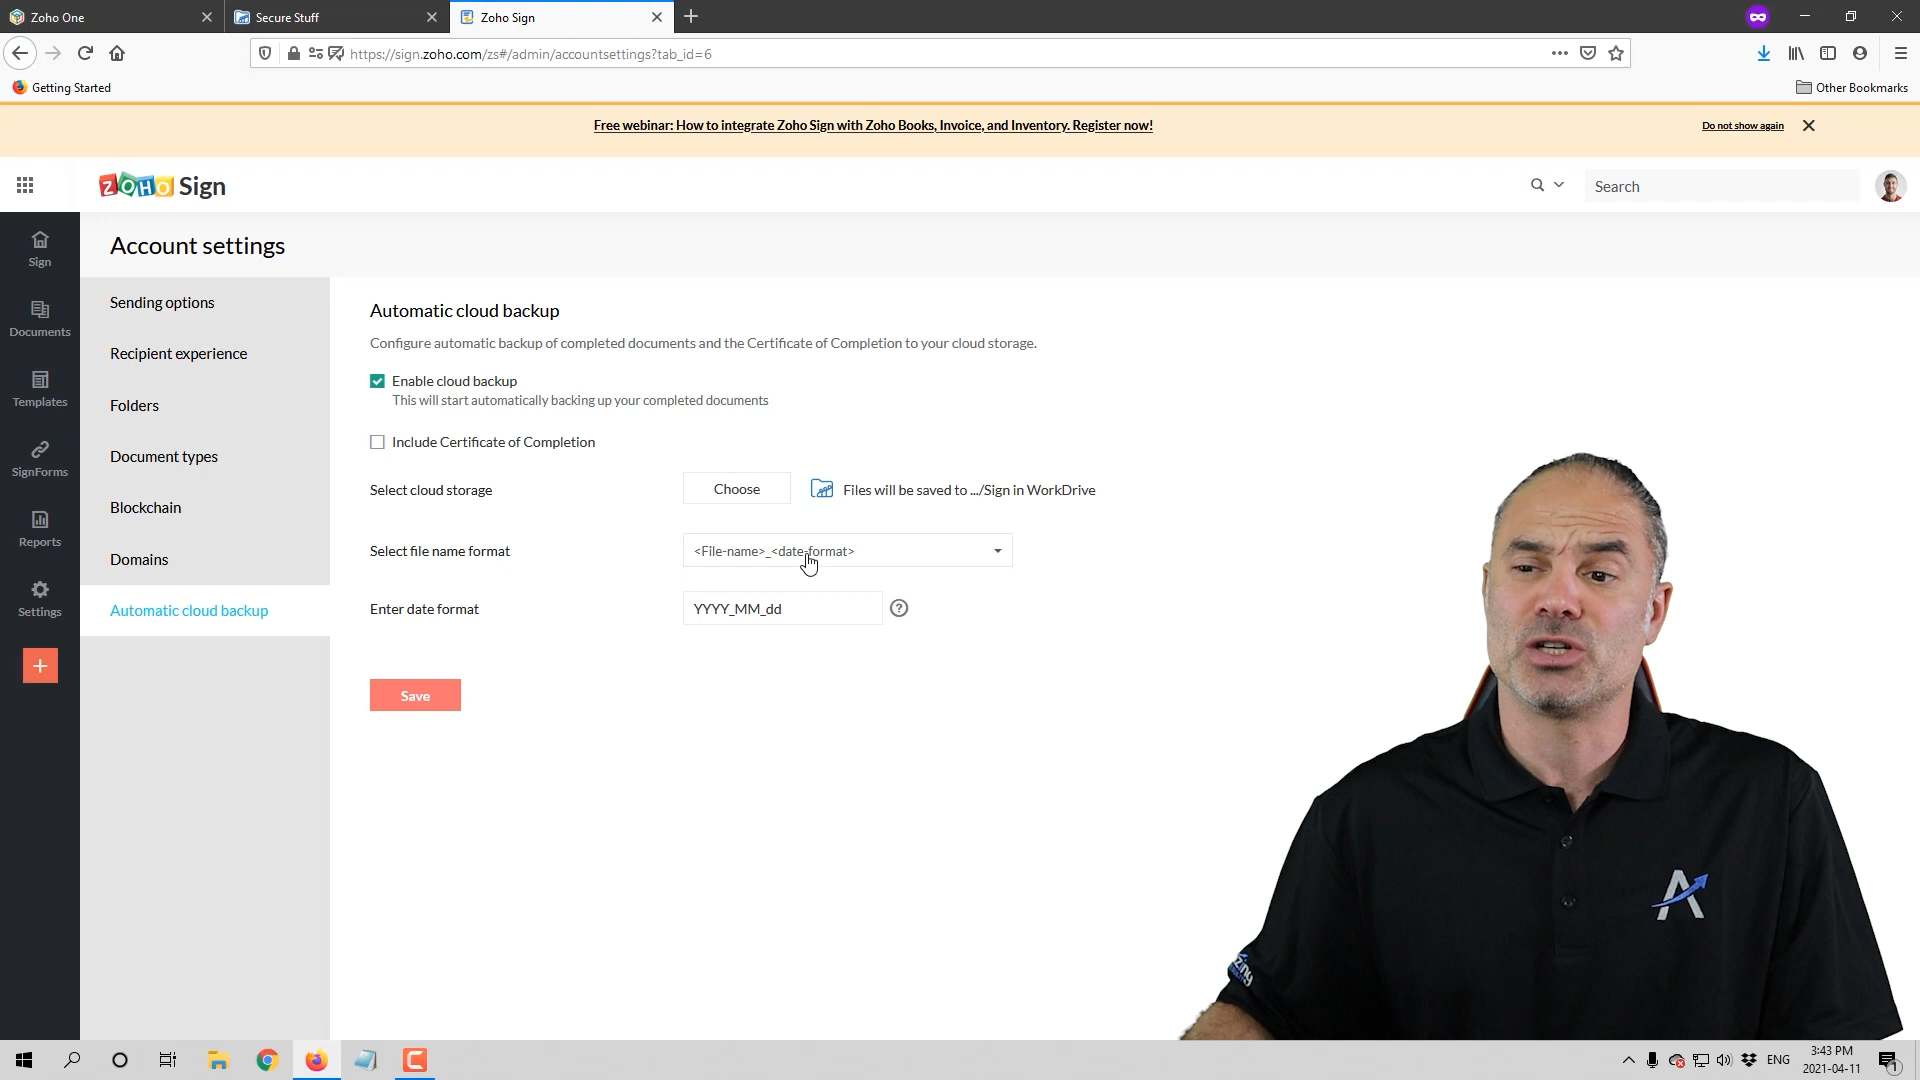 Zoho One
Secure Stuff
Zoho Sign
https://sign.zoho.com/zs#/admin/accountsettings?tab_id=6
Getting Started
Other Bookmarks
Free webinar: How to integrate Zoho Sign with Zoho Books, Invoice, and Inventory. Register now!
Do not show again
ZOHO Sign
Search
Sign
Documents
Templates
SignForms
Reports
Settings
Account settings
Sending options
Recipient experience
Folders
Document types
Blockchain
Domains
Automatic cloud backup
Automatic cloud backup
Configure automatic backup of completed documents and the Certificate of Completion to your cloud storage.
Enable cloud backup
This will start automatically backing up your completed documents
Include Certificate of Completion
Select cloud storage
Choose
Files will be saved to .../Sign in WorkDrive
Select file name format
<File-name>_<date-format>
Enter date format
YYYY_MM_dd
Save
ENG
3:43 PM
2021-04-11
1